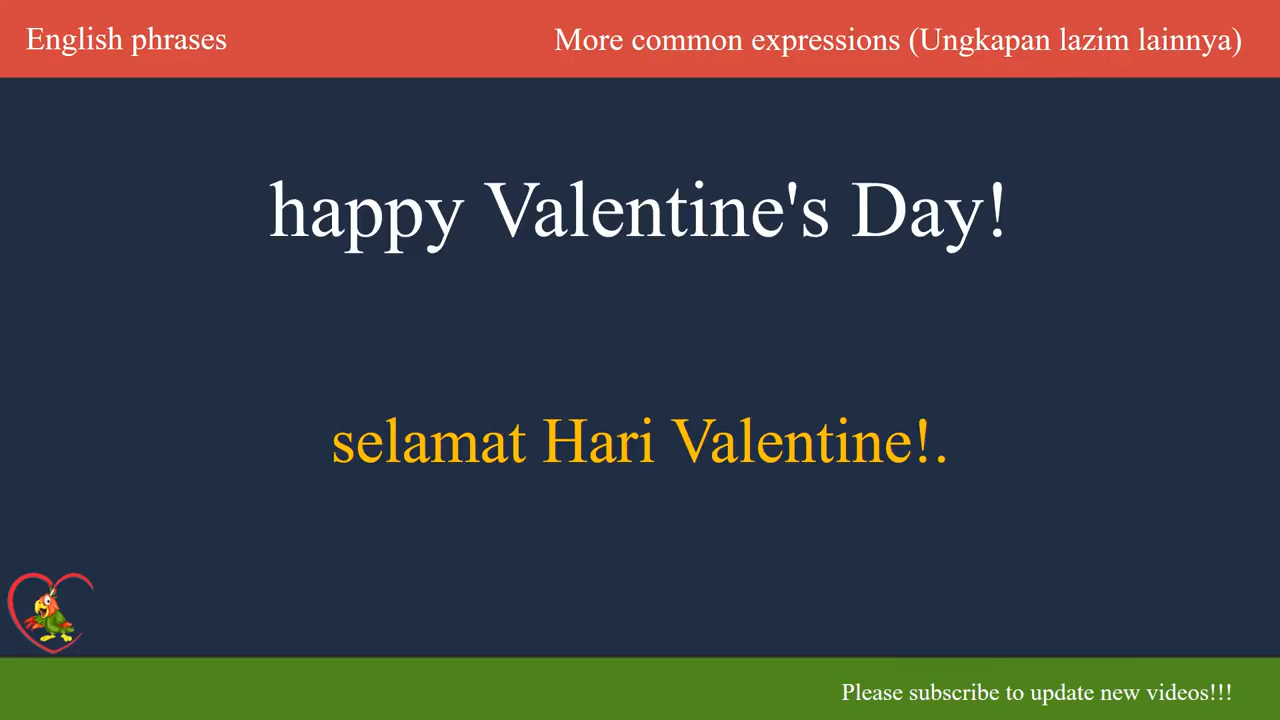 English phrases
More common expressions (Ungkapan lazim lainnya)
happy Valentine's Day!
selamat Hari Valentine!.
Please subscribe to update new videos!!!